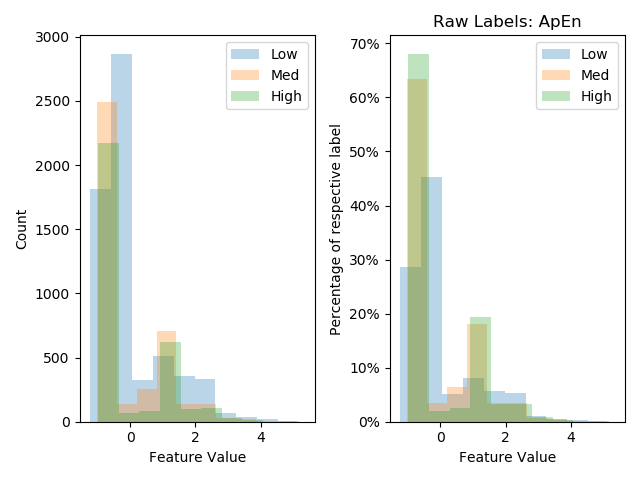 Raw Labels: ApEn
3000
2500
2000
1500
1000
500
0
Count
0
2
4
Feature Value
Low
Med
High
70%
60%
50%
40%
30%
20%
10%
0%
Percentage of respective label
0
2
4
Feature Value
Low
Med
High